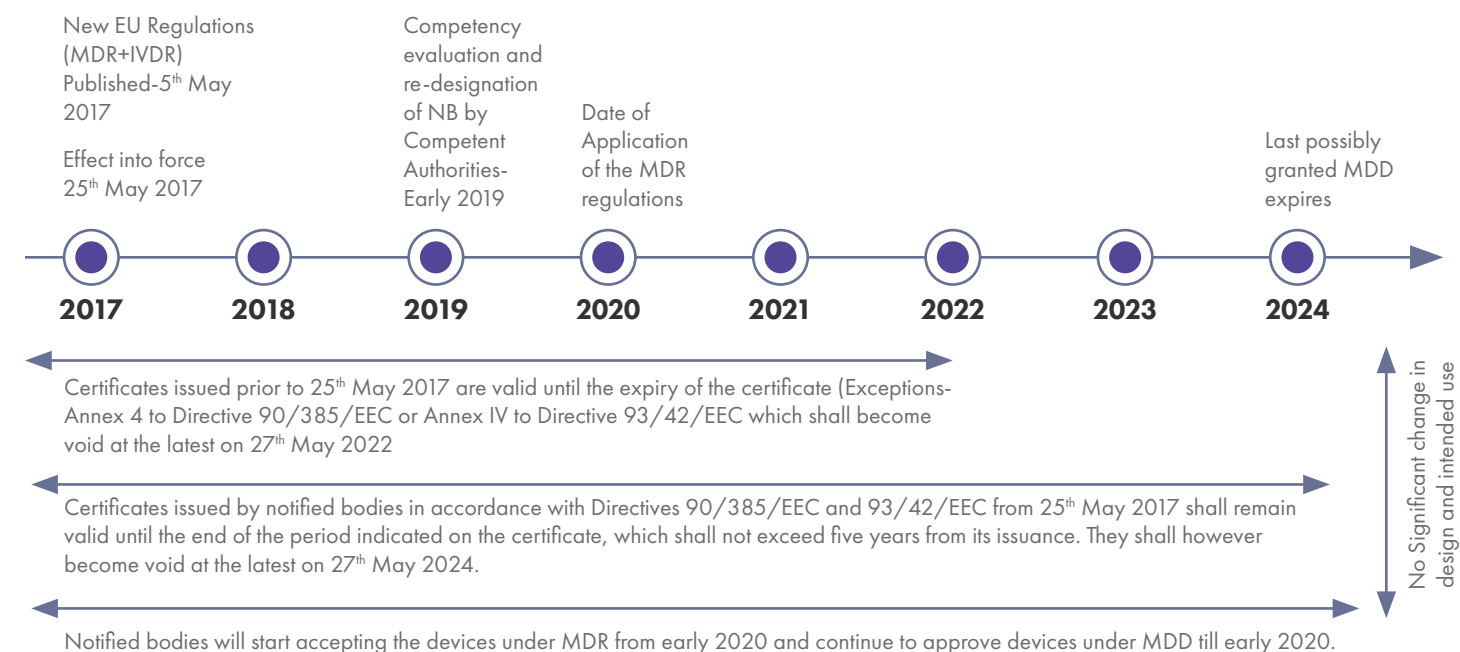 New EU Regulations
(MDR+IVDR)
Published-5th May
2017
Effect into force
25th May 2017
Competency
evaluation and
re-designation
of NB by
Competent
Authorities-
Early 2019
Date of
Application
of the MDR
regulations
Last possibly
granted MDD
expires
2017
2018
2019
2020
2021
2022
2023
2024
Certificates issued prior to 25th May 2017 are valid until the expiry of the certificate (Exceptions-
Annex 4 to Directive 90/385/EEC or Annex IV to Directive 93/42/EEC which shall become
void at the latest on 27th May 2022
Certificates issued by notified bodies in accordance with Directives 90/385/EEC and 93/42/EEC from 25th May 2017 shall remain
valid until the end of the period indicated on the certificate, which shall not exceed five years from its issuance. They shall however
become void at the latest on 27th May 2024.
Notified bodies will start accepting the devices under MDR from early 2020 and continue to approve devices under MDD till early 2020.
No Significant change in
design and intended use